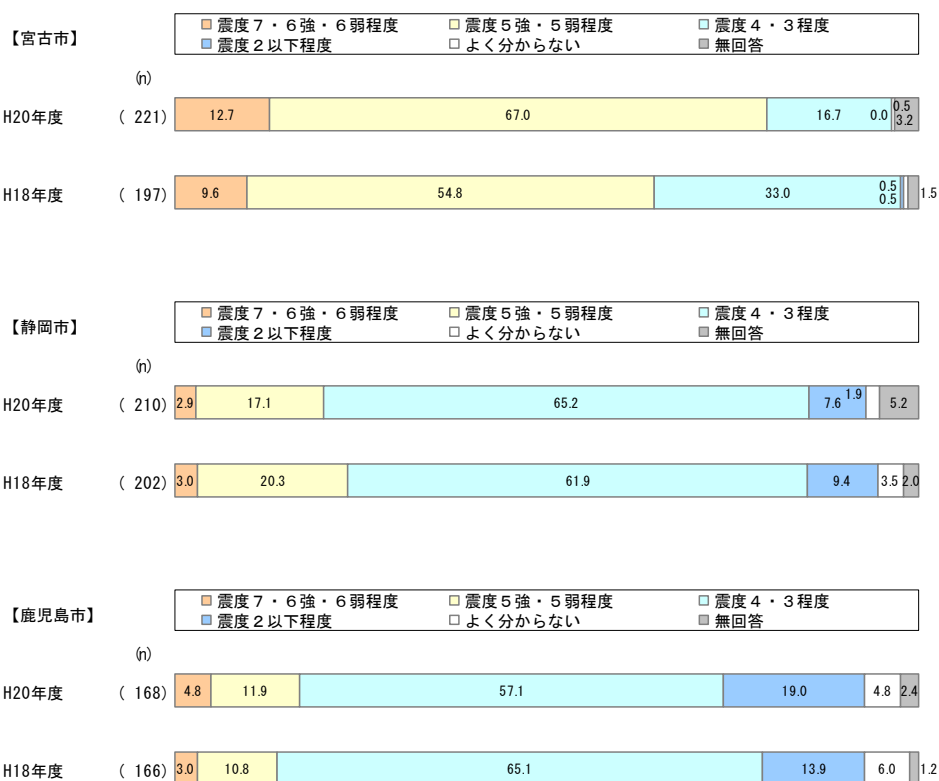 【宮古市】
震度７・６強・６弱程度 震度５強・５弱程度 震度４・３程度
震度２以下程度 よく分からない 無回答
(n)
H20年度 ( 221) 12.7 67.0 16.7 0.0 0.5 3.2
H18年度 ( 197) 9.6 54.8 33.0 0.5 0.5 1.5
【静岡市】
震度７・６強・６弱程度 震度５強・５弱程度 震度４・３程度
震度２以下程度 よく分からない 無回答
(n)
H20年度 ( 210) 2.9 17.1 65.2 7.6 1.9 5.2
H18年度 ( 202) 3.0 20.3 61.9 9.4 3.5 2.0
【鹿児島市】
震度７・６強・６弱程度 震度５強・５弱程度 震度４・３程度
震度２以下程度 よく分からない 無回答
(n)
H20年度 ( 168) 4.8 11.9 57.1 19.0 4.8 2.4
H18年度 ( 166) 3.0 10.8 65.1 13.9 6.0 1.2